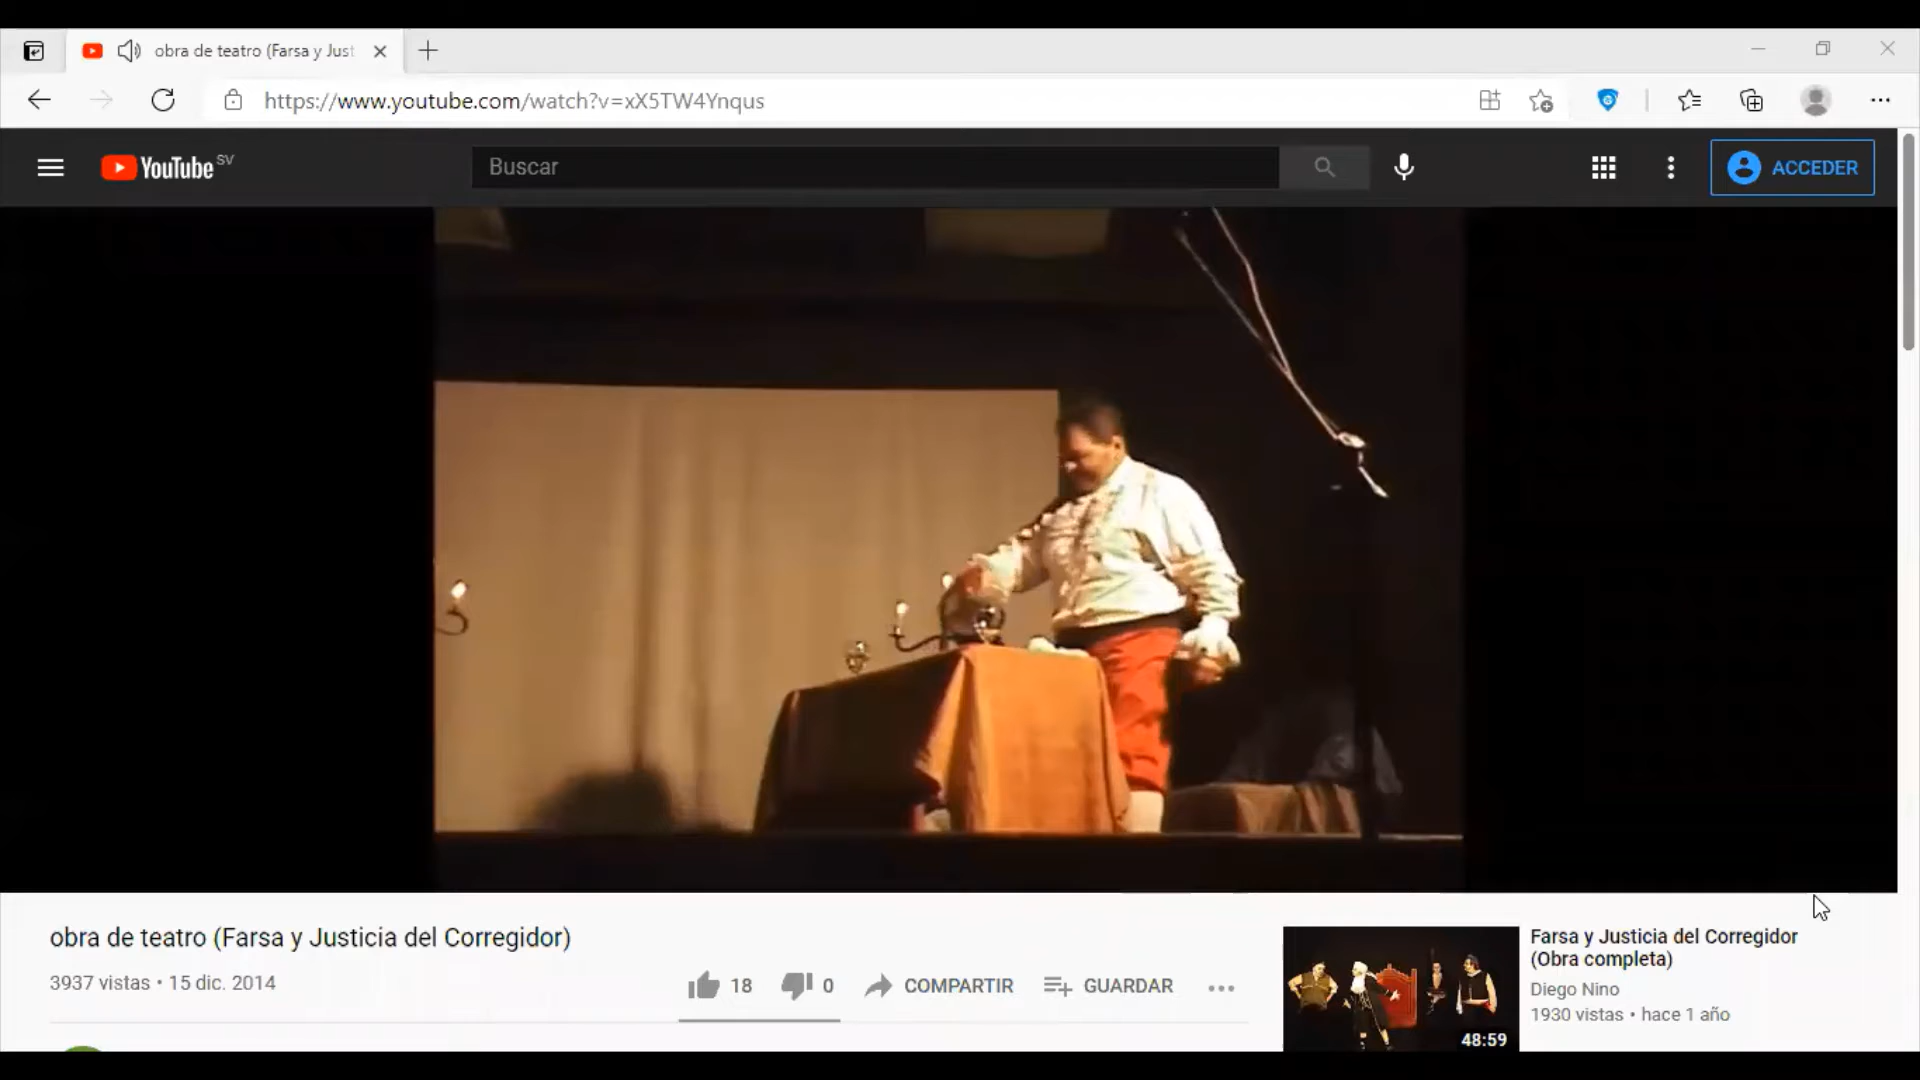 obra de teatro (Farsa y Just
https://www.youtube.com/watch?v=xX5TW4Ynqus
YouTube SV
Buscar
ACCEDER
obra de teatro (Farsa y Justicia del Corregidor)
3937 vistas • 15 dic. 2014
18
0
COMPARTIR
GUARDAR
Farsa y Justicia del Corregidor
(Obra completa)
Diego Nino
1930 vistas • hace 1 año
48:59